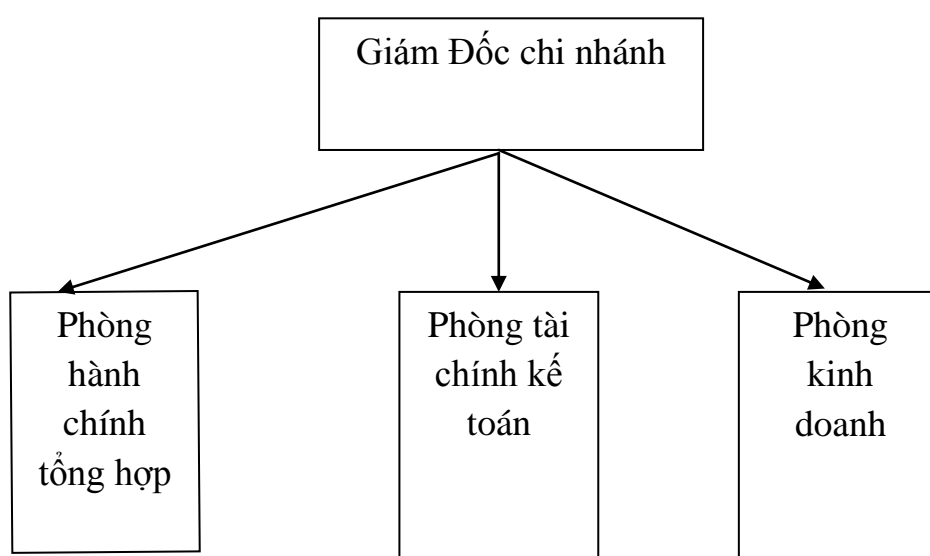 Giám Đốc chi nhánh
Phòng
hành
chính
tổng hợp
Phòng tài
chính kế
toán
Phòng
kinh
doanh